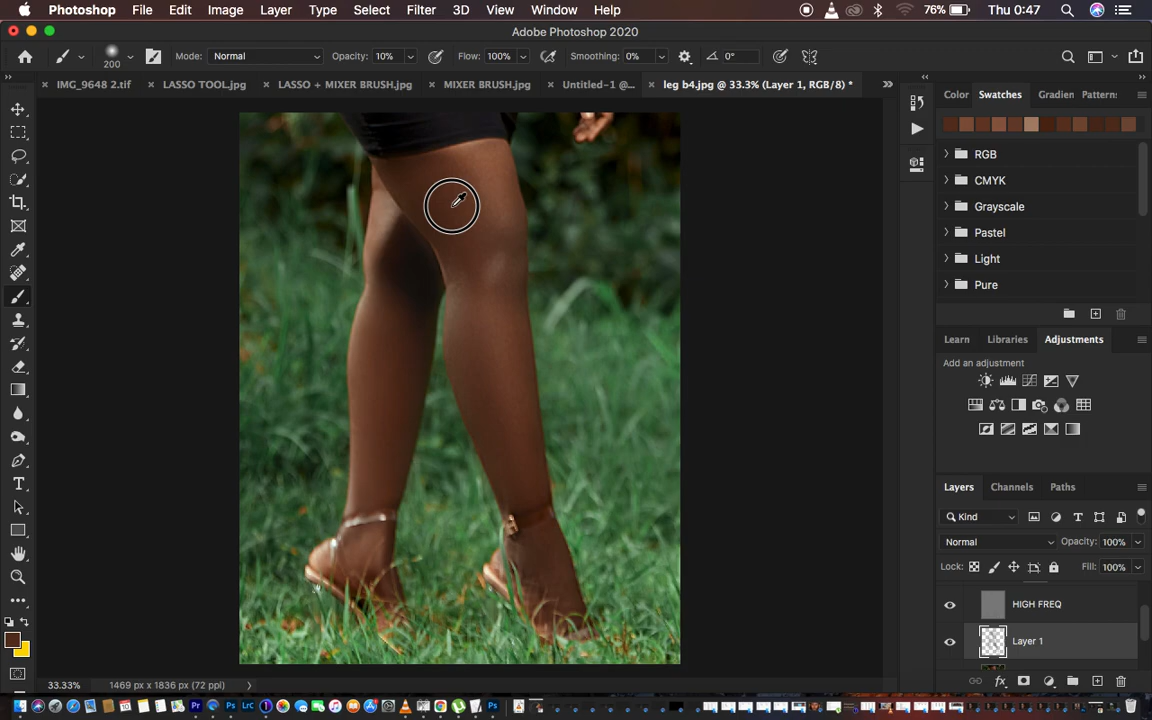 Photoshop File Edit Image Layer Type Select Filter 3D View Window Help 76% Thu 0:47
Adobe Photoshop 2020
200 Mode: Normal Opacity: 10% Flow: 100% Smoothing: 0% 0°
IMG_9648 2.tif LASSO TOOL.jpg LASSO + MIXER BRUSH.jpg MIXER BRUSH.jpg Untitled-1 @... leg b4.jpg @ 33.3% (Layer 1, RGB/8) *
Color Swatches Gradien Pattern:
RGB
CMYK
Grayscale
Pastel
Light
Pure
Learn Libraries Adjustments
Add an adjustment
Layers Channels Paths
Kind
Normal Opacity: 100%
Lock: Fill: 100%
HIGH FREQ
Layer 1
33.33% 1469 px x 1836 px (72 ppi)